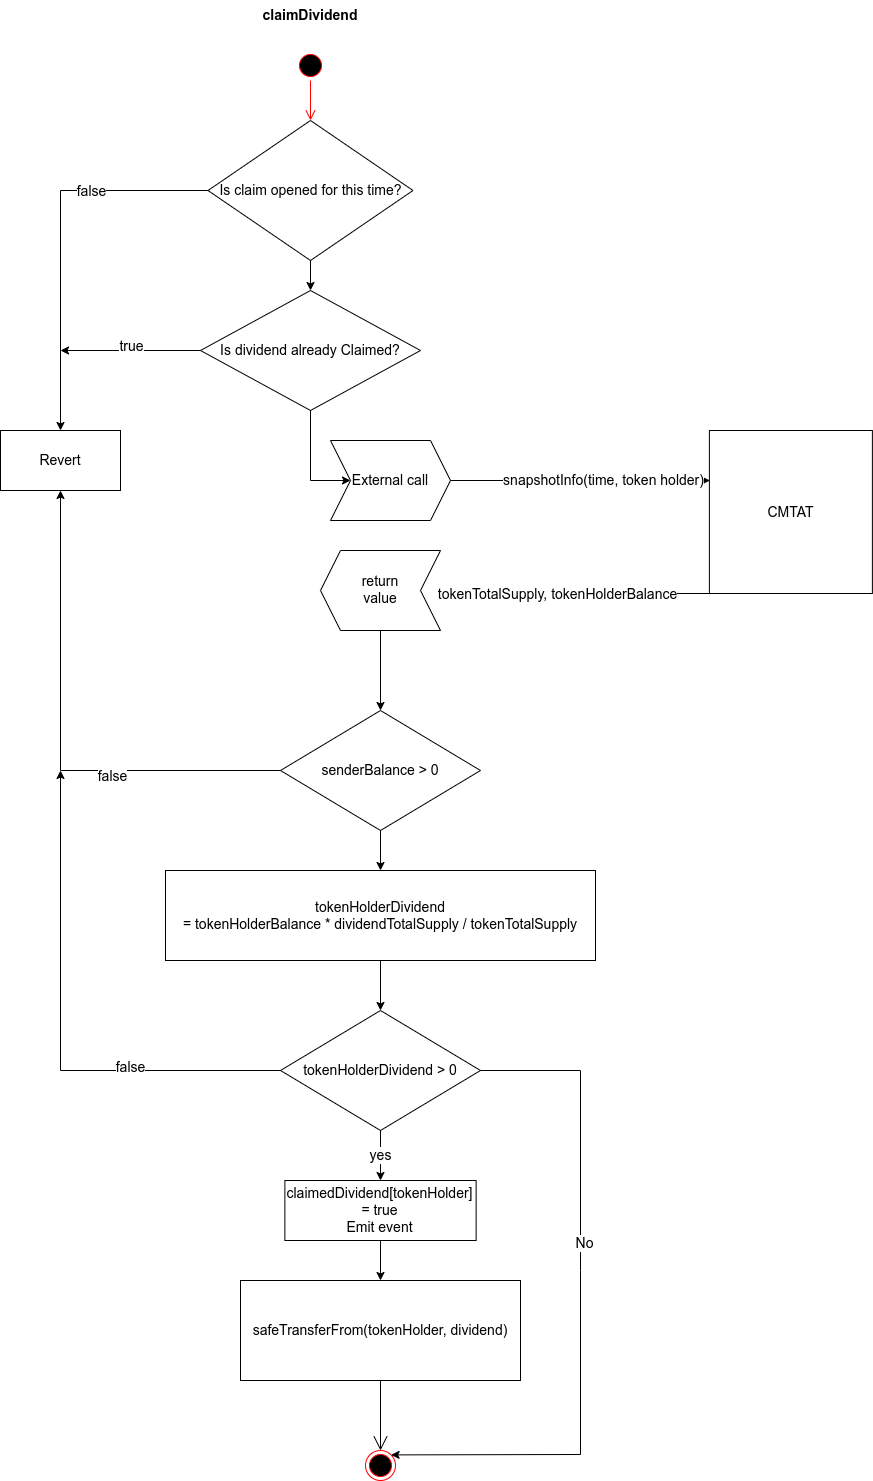 claimDividend
Is claim opened for this time?
false
Is dividend already Claimed?
true
Revert
External call
snapshotInfo(time, token holder)
CMTAT
return
value
tokenTotalSupply, tokenHolderBalance
senderBalance > 0
false
tokenHolderDividend
= tokenHolderBalance * dividendTotalSupply / tokenTotalSupply
tokenHolderDividend > 0
false
yes
claimedDividend[tokenHolder]
= true
Emit event
No
safeTransferFrom(tokenHolder, dividend)